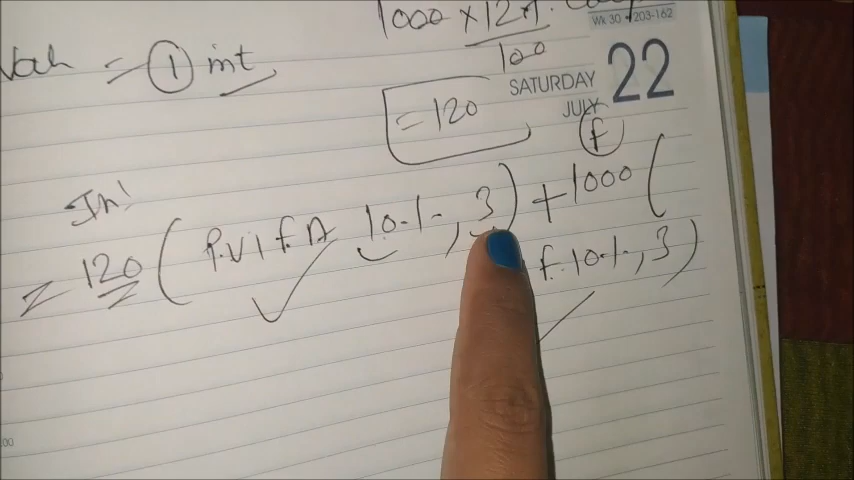 1000 × 12%
100
Wk 30 • 203-162
SATURDAY 22
JULY
= ① int
= 120
F
Int
= 120 ( P.V.I.F.A 10%, 3 ) + 1000 (
F. 10%, 3 )